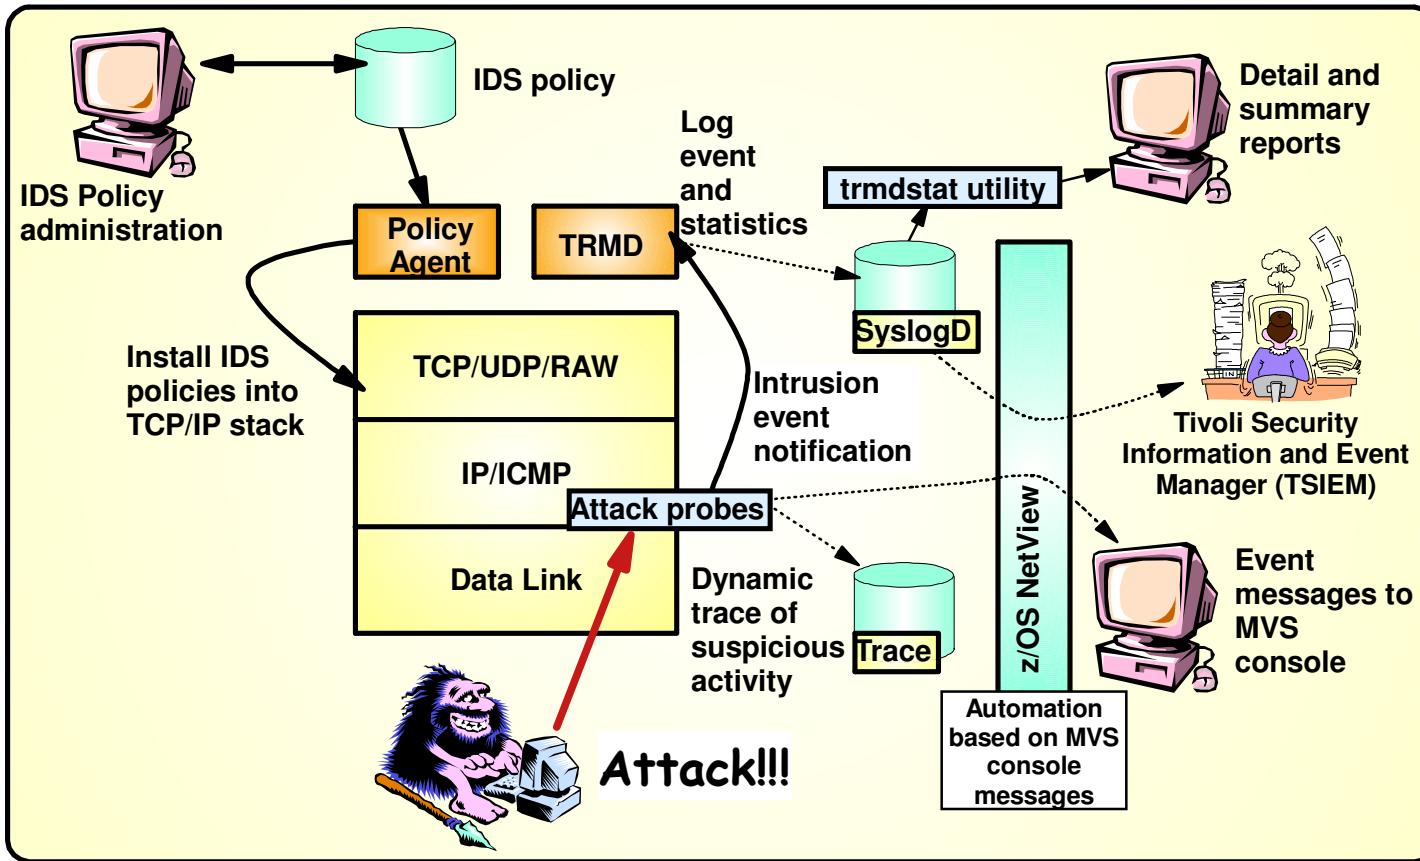 IDS policy
IDS Policy
administration
Policy
Agent
TRMD
Log
event
and
statistics
trmdstat utility
Detail and
summary
reports
SyslogD
Install IDS
policies into
TCP/IP stack
TCP/UDP/RAW
IP/ICMP
Data Link
Attack probes
Intrusion
event
notification
Dynamic
trace of
suspicious
activity
Trace
z/OS NetView
Automation
based on MVS
console
messages
IN
Tivoli Security
Information and Event
Manager (TSIEM)
Event
messages to
MVS
console
Attack!!!